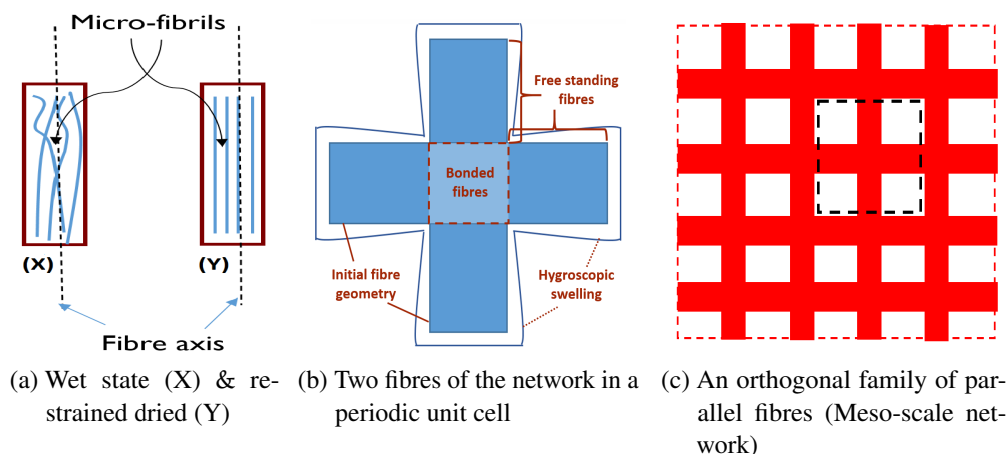 Micro-fibrils
(X)
(Y)
Fibre axis
Free standing
fibres
Bonded
fibres
Initial fibre
geometry
Hygroscopic
swelling
(a) Wet state (X) & re-
strained dried (Y)
(b) Two fibres of the network in a
periodic unit cell
(c) An orthogonal family of par-
allel fibres (Meso-scale net-
work)